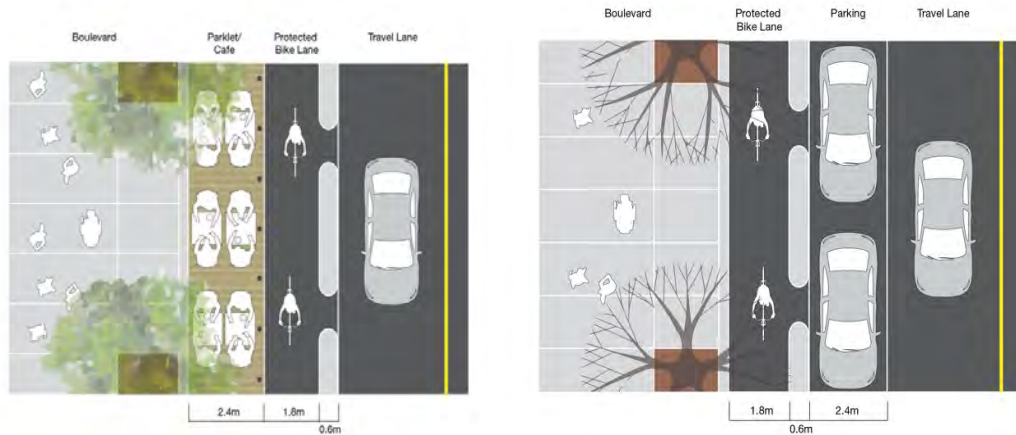 Boulevard
Parklet/
Cafe
Protected
Bike Lane
Travel Lane
2.4m
1.8m
0.6m
Boulevard
Protected
Bike Lane
Parking
Travel Lane
1.8m
2.4m
0.6m